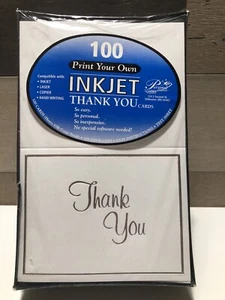 100
Print Your Own
Compatible with:
• INKJET
• LASER
• COPIER
• HAND WRITING
INKJET
THANK YOU CARDS
So easy.
So personal.
So inexpensive.
No special software needed!
Thank
You